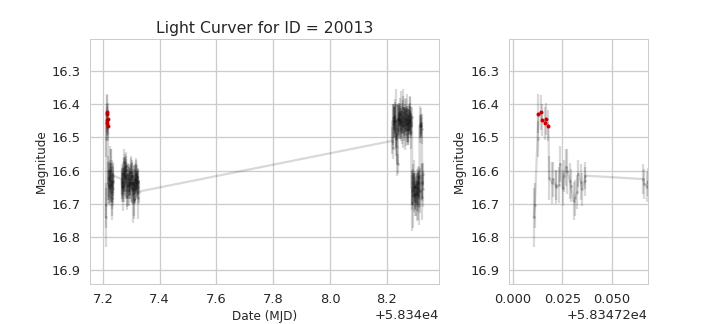 Light Curver for ID = 20013
Magnitude
16.3
16.4
16.5
16.6
16.7
16.8
16.9
7.2 7.4 7.6 7.8 8.0 8.2
Date (MJD)
+5.834e4
Magnitude
16.3
16.4
16.5
16.6
16.7
16.8
16.9
0.000 0.025 0.050
+5.83472e4